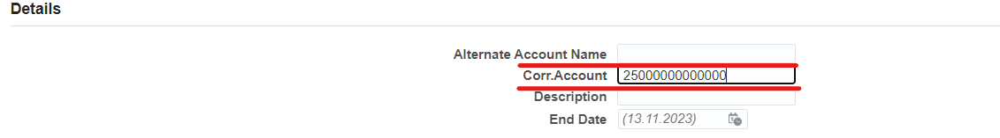 Details
Alternate Account Name
Corr.Account 25000000000000
Description
End Date (13.11.2023)